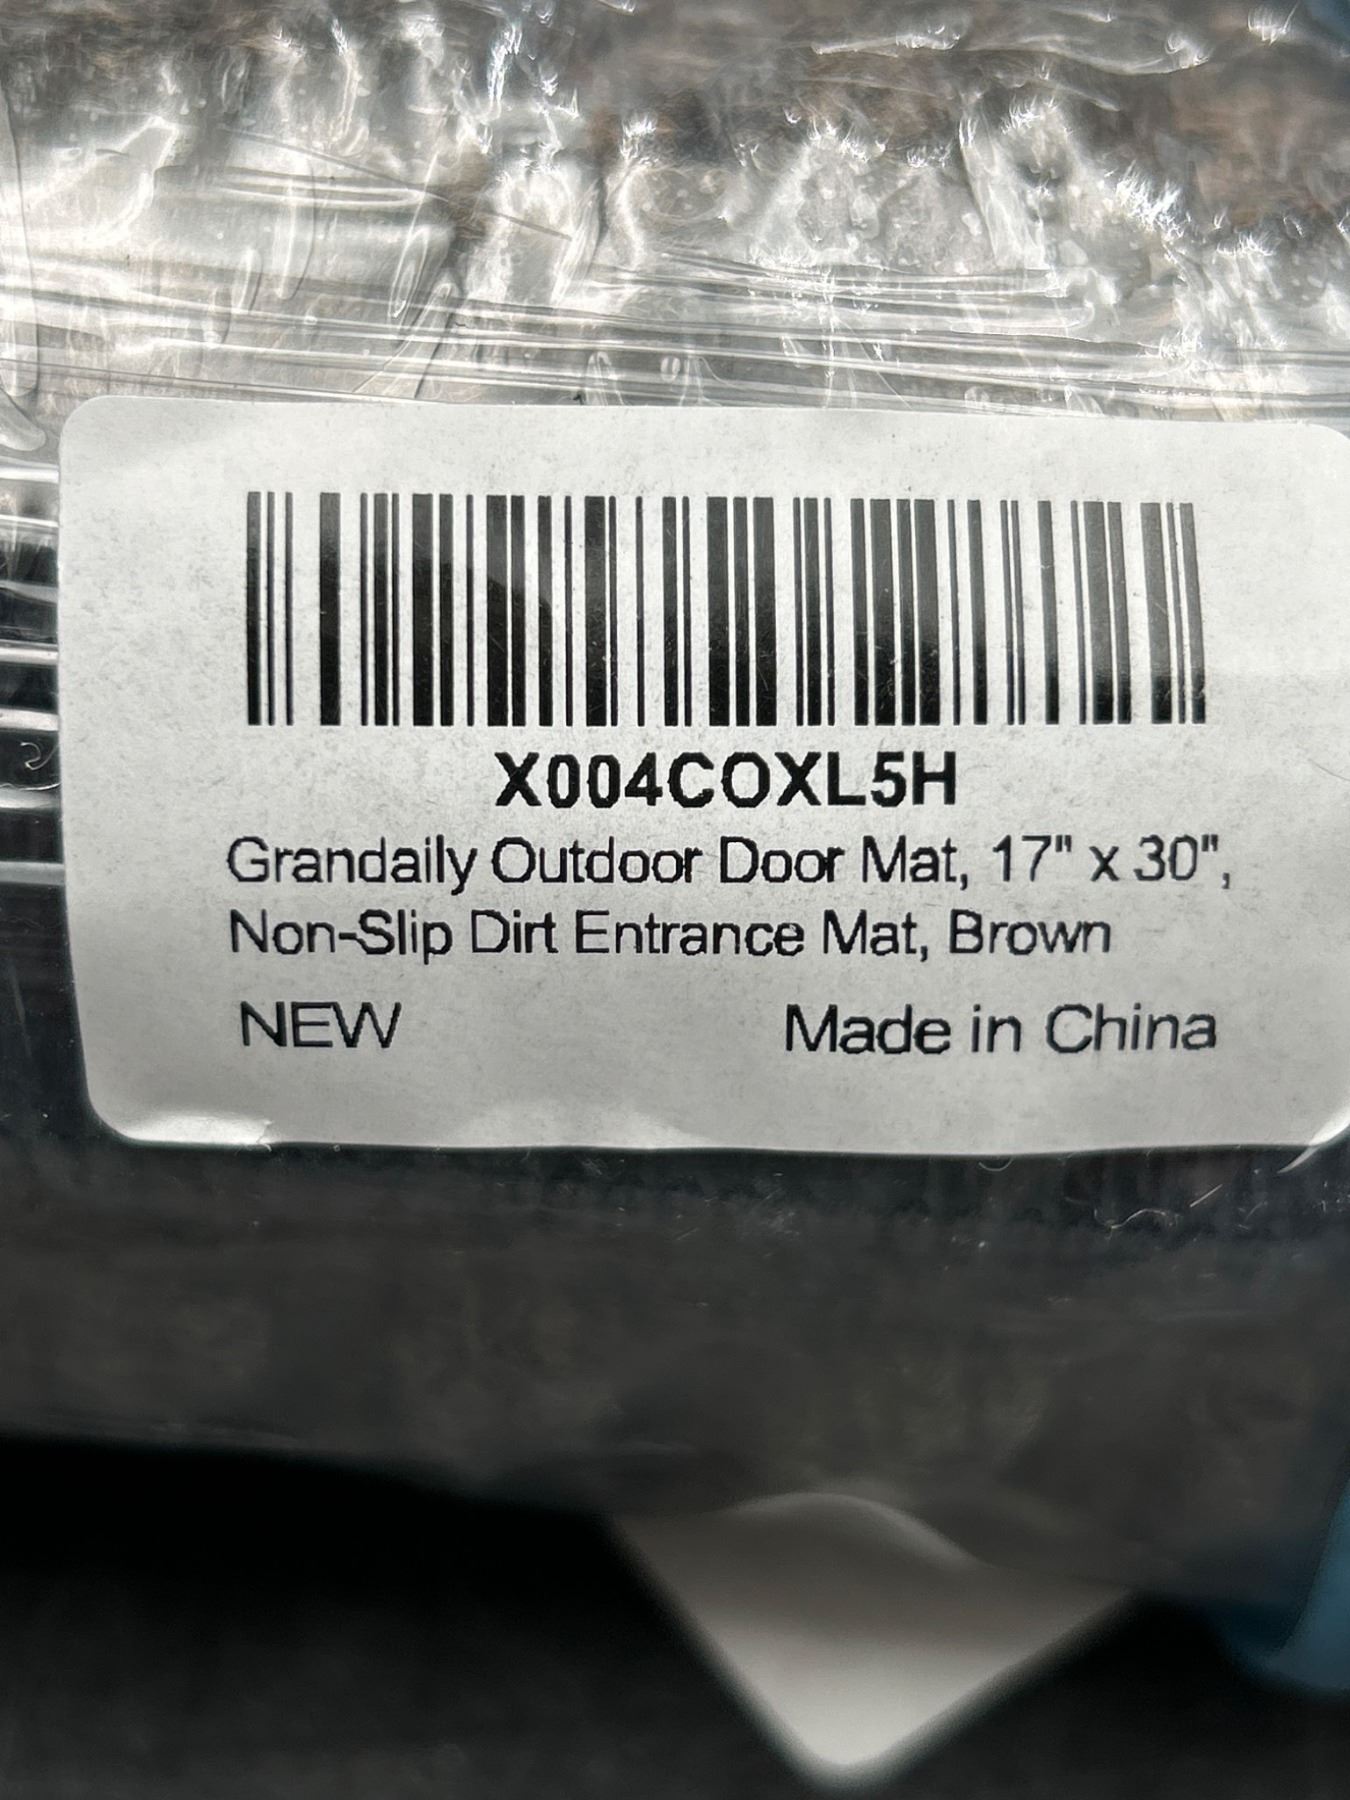 X004COXL5H
Grandaily Outdoor Door Mat, 17" x 30",
Non-Slip Dirt Entrance Mat, Brown
NEW Made in China